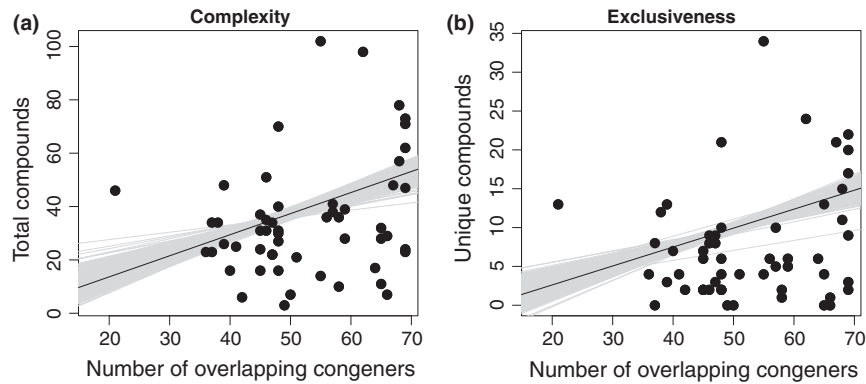 (a)
Complexity
Total compounds
100
80
60
40
20
0
20 30 40 50 60 70
Number of overlapping congeners
(b)
Exclusiveness
Unique compounds
35
30
25
20
15
10
5
0
20 30 40 50 60 70
Number of overlapping congeners